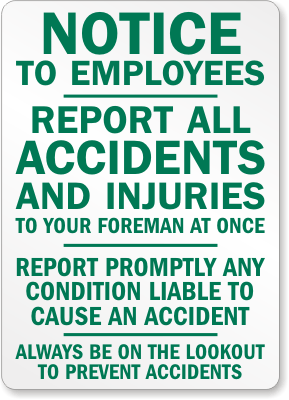 NOTICE
TO EMPLOYEES
REPORT ALL
ACCIDENTS
AND INJURIES
TO YOUR FOREMAN AT ONCE
REPORT PROMPTLY ANY
CONDITION LIABLE TO
CAUSE AN ACCIDENT
ALWAYS BE ON THE LOOKOUT
TO PREVENT ACCIDENTS